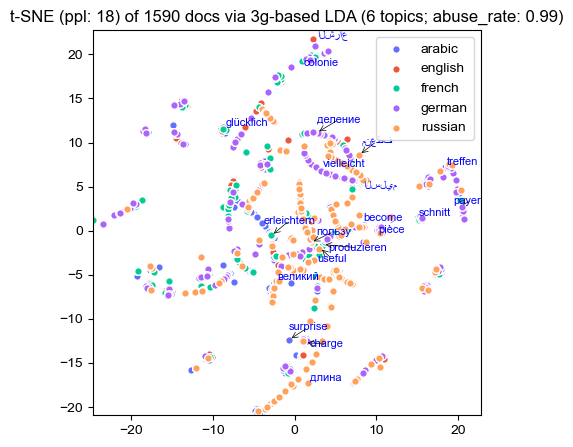 t-SNE (ppl: 18) of 1590 docs via 3g-based LDA (6 topics; abuse_rate: 0.99)
arabic
english
french
german
russian
colonie
glücklich
деление
vielleicht
treffen
payer
schnitt
become
pièce
erleichtern
пользу
produzieren
useful
великий
surprise
charge
длина
20
15
10
5
0
−5
−10
−15
−20
−20
−10
0
10
20